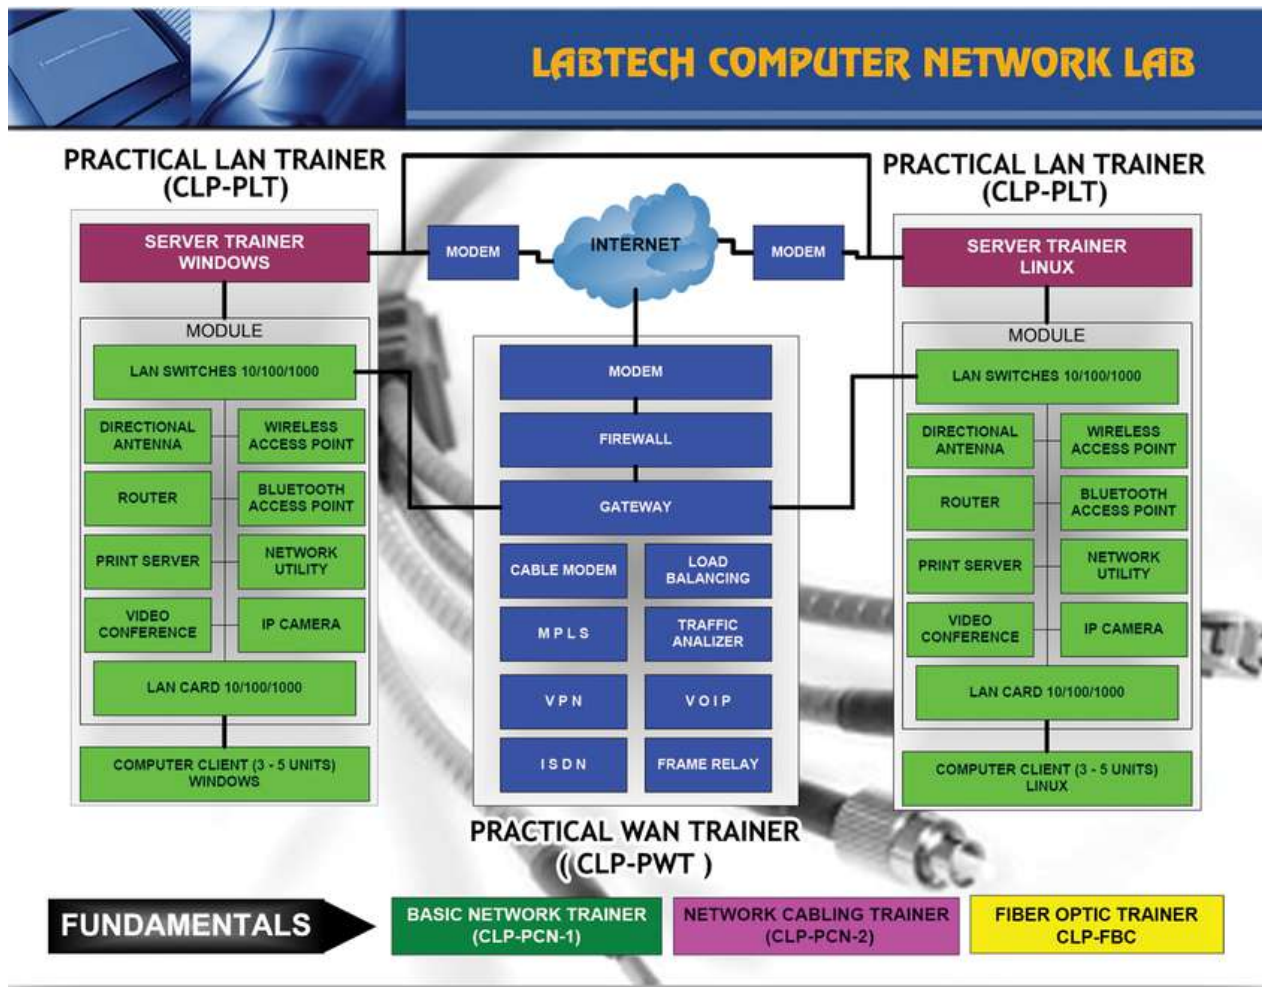 LABTECH COMPUTER NETWORK LAB
PRACTICAL LAN TRAINER
(CLP-PLT)
SERVER TRAINER
WINDOWS
MODULE
LAN SWITCHES 10/100/1000
DIRECTIONAL
ANTENNA
WIRELESS
ACCESS POINT
ROUTER
BLUETOOTH
ACCESS POINT
PRINT SERVER
NETWORK
UTILITY
VIDEO
CONFERENCE
IP CAMERA
LAN CARD 10/100/1000
COMPUTER CLIENT (3 - 5 UNITS)
WINDOWS
MODEM
INTERNET
MODEM
MODEM
FIREWALL
GATEWAY
CABLE MODEM
LOAD
BALANCING
M P L S
TRAFFIC
ANALIZER
V P N
V O I P
I S D N
FRAME RELAY
PRACTICAL WAN TRAINER
( CLP-PWT )
PRACTICAL LAN TRAINER
(CLP-PLT)
SERVER TRAINER
LINUX
MODULE
LAN SWITCHES 10/100/1000
DIRECTIONAL
ANTENNA
WIRELESS
ACCESS POINT
ROUTER
BLUETOOTH
ACCESS POINT
PRINT SERVER
NETWORK
UTILITY
VIDEO
CONFERENCE
IP CAMERA
LAN CARD 10/100/1000
COMPUTER CLIENT (3 - 5 UNITS)
LINUX
FUNDAMENTALS
BASIC NETWORK TRAINER
(CLP-PCN-1)
NETWORK CABLING TRAINER
(CLP-PCN-2)
FIBER OPTIC TRAINER
CLP-FBC